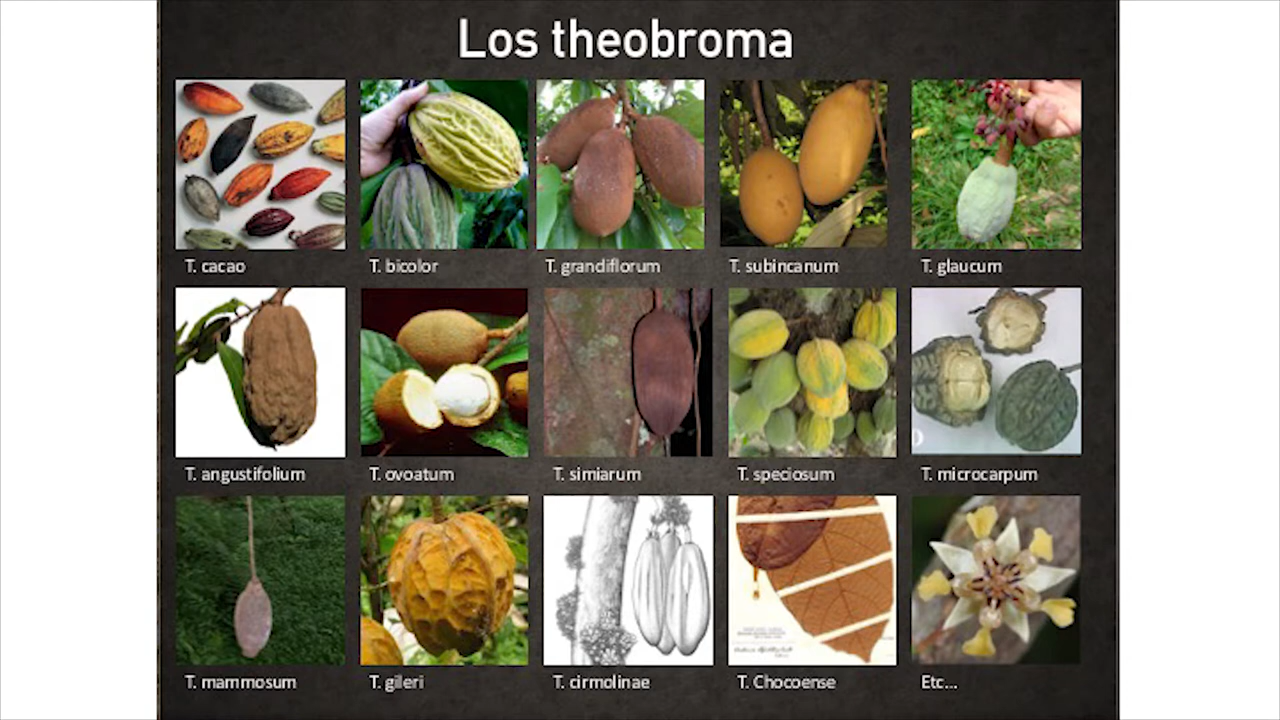 Los theobroma
T. cacao
T. bicolor
T. grandiflorum
T. subincanum
T. glaucum
T. angustifolium
T. ovoatum
T. simiarum
T. speciosum
T. microcarpum
T. mammosum
T. gileri
T. cirmolinae
T. Chocoense
Etc...